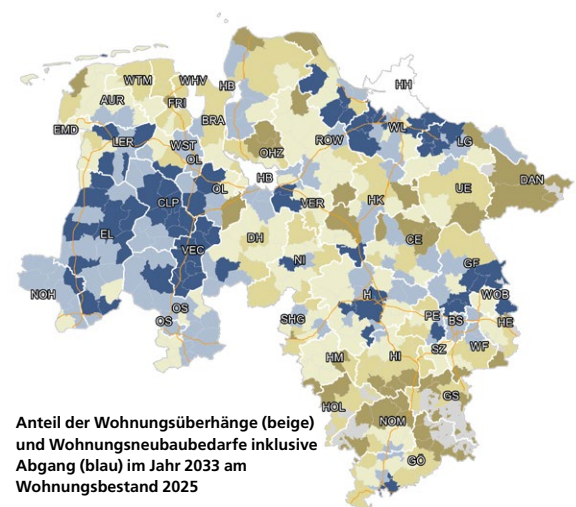 HH
WTM
WHV
HB
AUR
FRI
EMD
BRA
LER
WST
OHZ
ROW
WL
LG
OL
HB
OL
DAN
UE
CLP
VER
HK
EL
DH
CE
VEC
NI
GF
NOH
H
WOB
OS
SHG
PE
BS
HE
OS
SZ
WF
HM
HI
HOL
GS
NOM
GÖ
Anteil der Wohnungsüberhänge (beige)
und Wohnungsneubaubedarfe inklusive
Abgang (blau) im Jahr 2033 am
Wohnungsbestand 2025